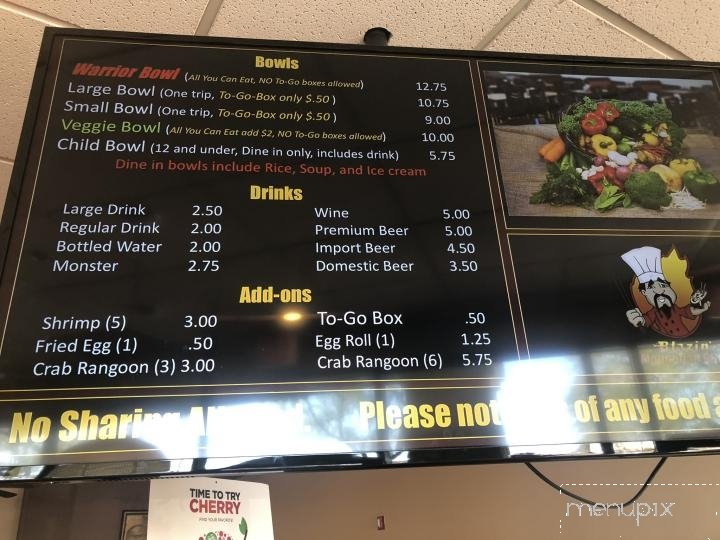 Bowls
Warrior Bowl (All You Can Eat, NO To-Go boxes allowed) 12.75
Large Bowl (One trip, To-Go-Box only $.50 ) 10.75
Small Bowl (One trip, To-Go-Box only $.50 ) 9.00
Veggie Bowl (All You Can Eat add $2, NO To-Go boxes allowed) 10.00
Child Bowl (12 and under, Dine in only, includes drink) 5.75
Dine in bowls include Rice, Soup, and Ice cream
Drinks
Large Drink 2.50
Regular Drink 2.00
Bottled Water 2.00
Monster 2.75
Wine 5.00
Premium Beer 5.00
Import Beer 4.50
Domestic Beer 3.50
Add-ons
Shrimp (5) 3.00
Fried Egg (1) .50
Crab Rangoon (3) 3.00
To-Go Box .50
Egg Roll (1) 1.25
Crab Rangoon (6) 5.75
Blazin'
No Sharing
Please not of any food
TIME TO TRY
CHERRY
FIND YOUR FAVORITE!
menupix